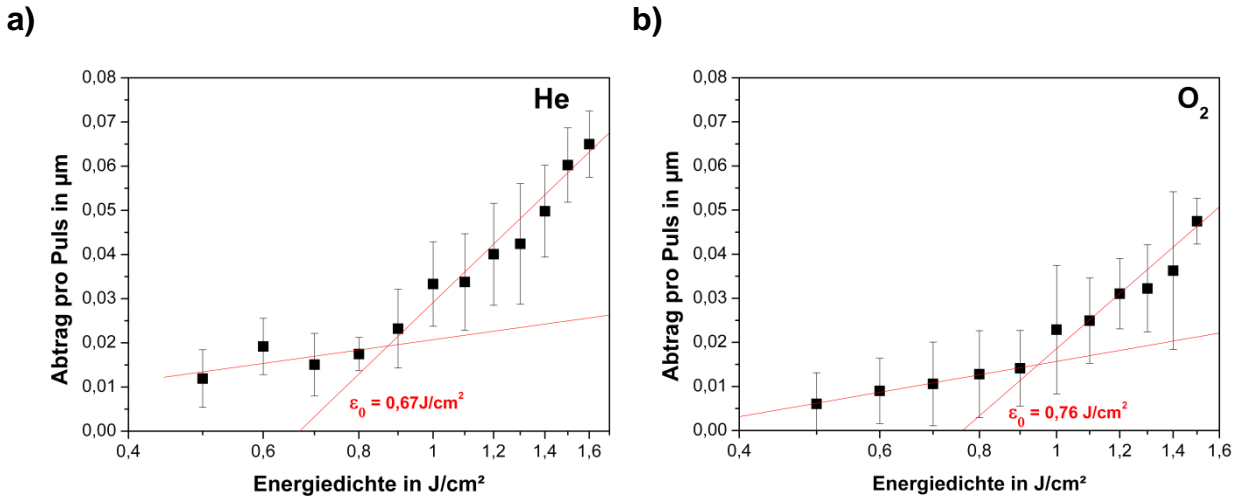 a)
He
0,08
0,07
0,06
0,05
0,04
0,03
0,02
0,01
0,00
Abtrag pro Puls in µm
ε₀ = 0,67J/cm²
0,4 0,6 0,8 1 1,2 1,4 1,6
Energiedichte in J/cm²
b)
O₂
0,08
0,07
0,06
0,05
0,04
0,03
0,02
0,01
0,00
Abtrag pro Puls in µm
ε₀ = 0,76 J/cm²
0,4 0,6 0,8 1 1,2 1,4 1,6
Energiedichte in J/cm²